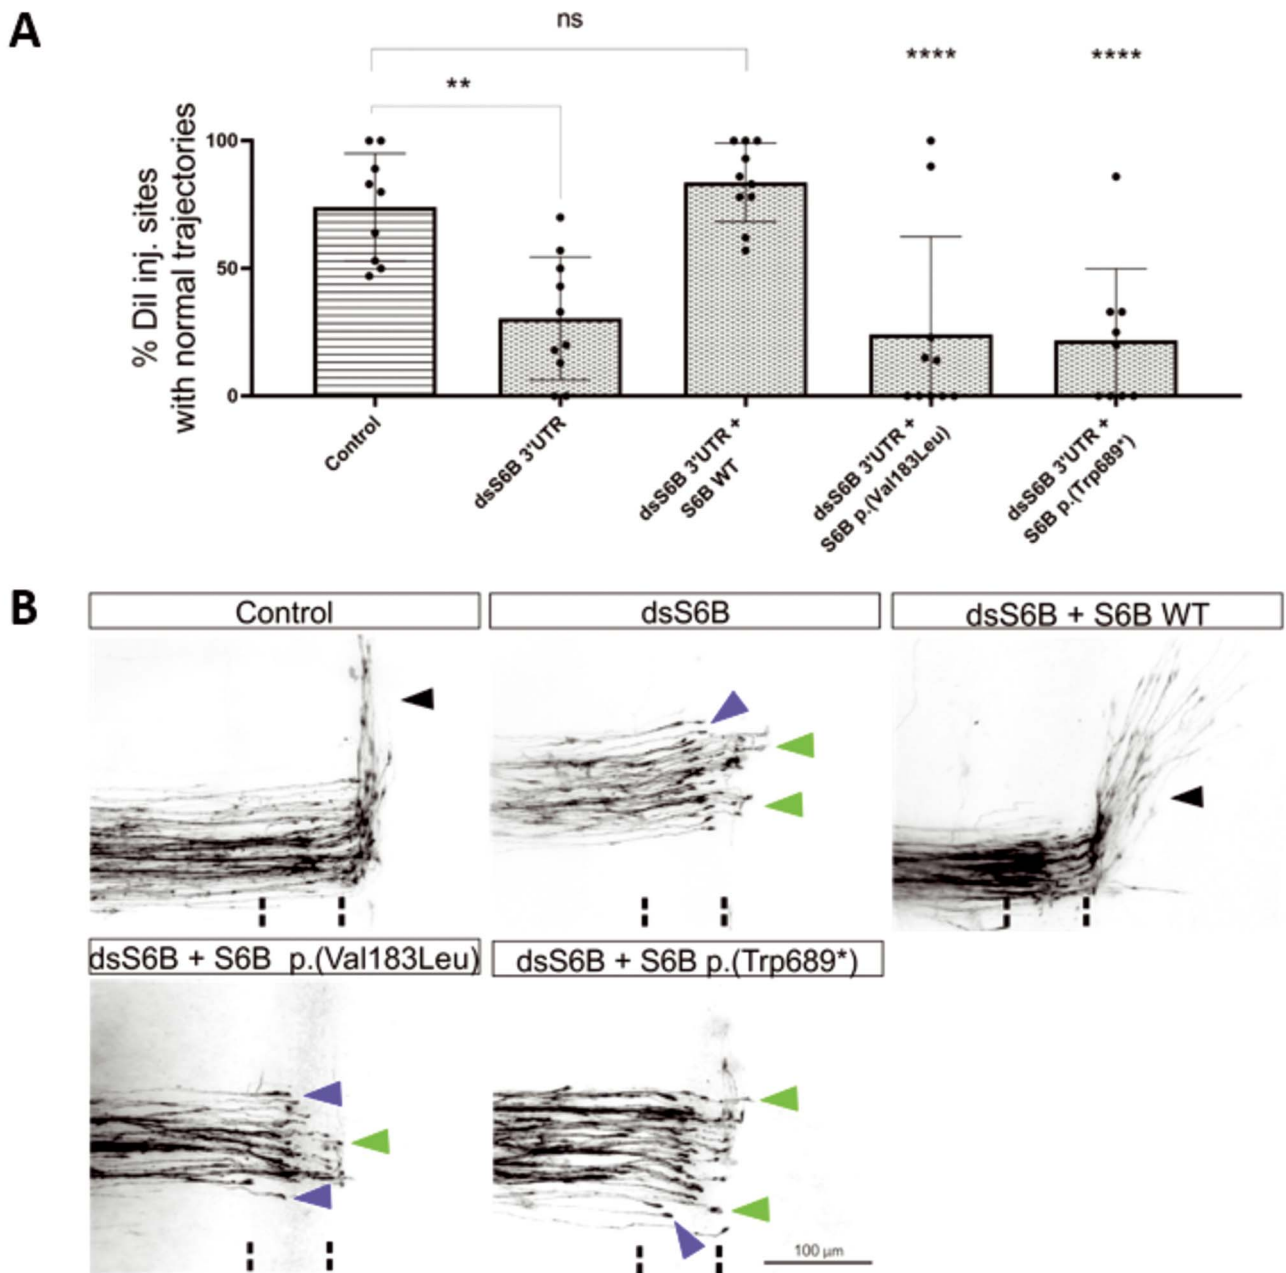 A
ns
**
****
****
% DiI inj. sites
with normal trajectories
100
50
0
Control
dsS6B 3'UTR
dsS6B 3'UTR +
S6B WT
dsS6B 3'UTR +
S6B p.(Val183Leu)
dsS6B 3'UTR +
S6B p.(Trp689*)
B
Control
dsS6B
dsS6B + S6B WT
dsS6B + S6B p.(Val183Leu)
dsS6B + S6B p.(Trp689*)
100 µm